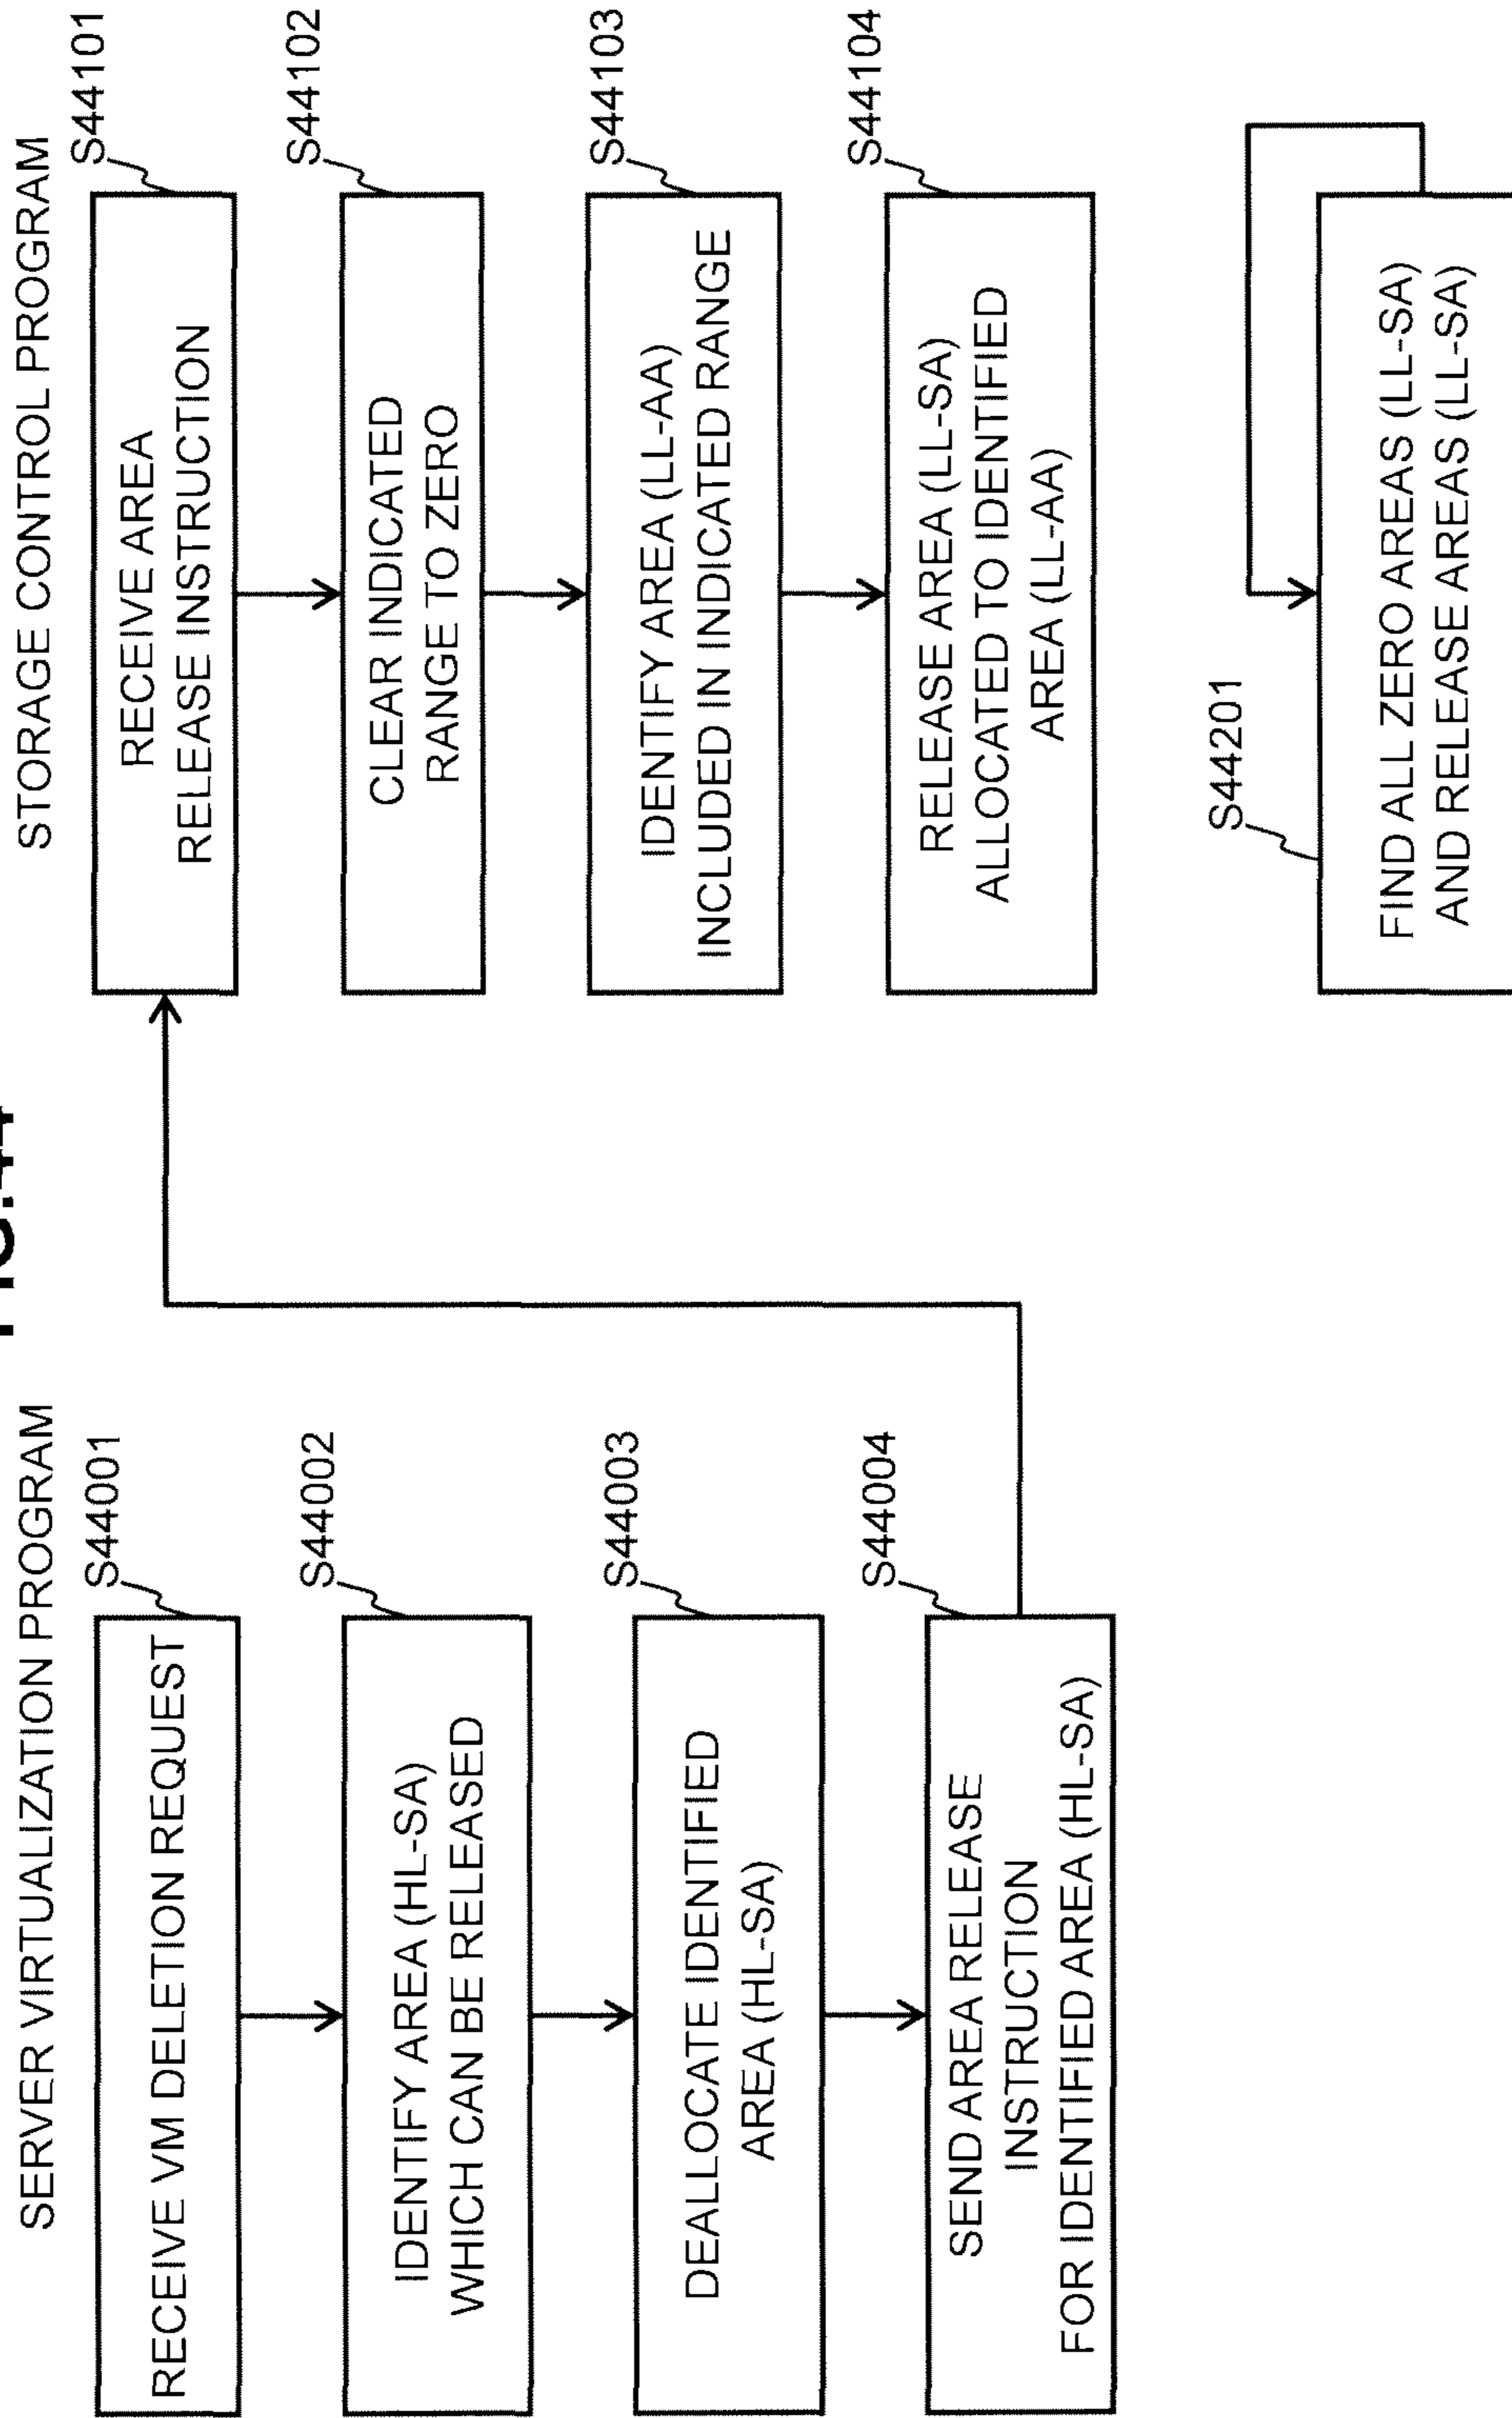 FIG.44
SERVER VIRTUALIZATION PROGRAM
S44001
RECEIVE VM DELETION REQUEST
S44002
IDENTIFY AREA (HL-SA)
WHICH CAN BE RELEASED
S44003
DEALLOCATE IDENTIFIED
AREA (HL-SA)
S44004
SEND AREA RELEASE
INSTRUCTION
FOR IDENTIFIED AREA (HL-SA)
STORAGE CONTROL PROGRAM
S44101
RECEIVE AREA
RELEASE INSTRUCTION
S44102
CLEAR INDICATED
RANGE TO ZERO
S44103
IDENTIFY AREA (LL-AA)
INCLUDED IN INDICATED RANGE
S44104
RELEASE AREA (LL-SA)
ALLOCATED TO IDENTIFIED
AREA (LL-AA)
S44201
FIND ALL ZERO AREAS (LL-SA)
AND RELEASE AREAS (LL-SA)